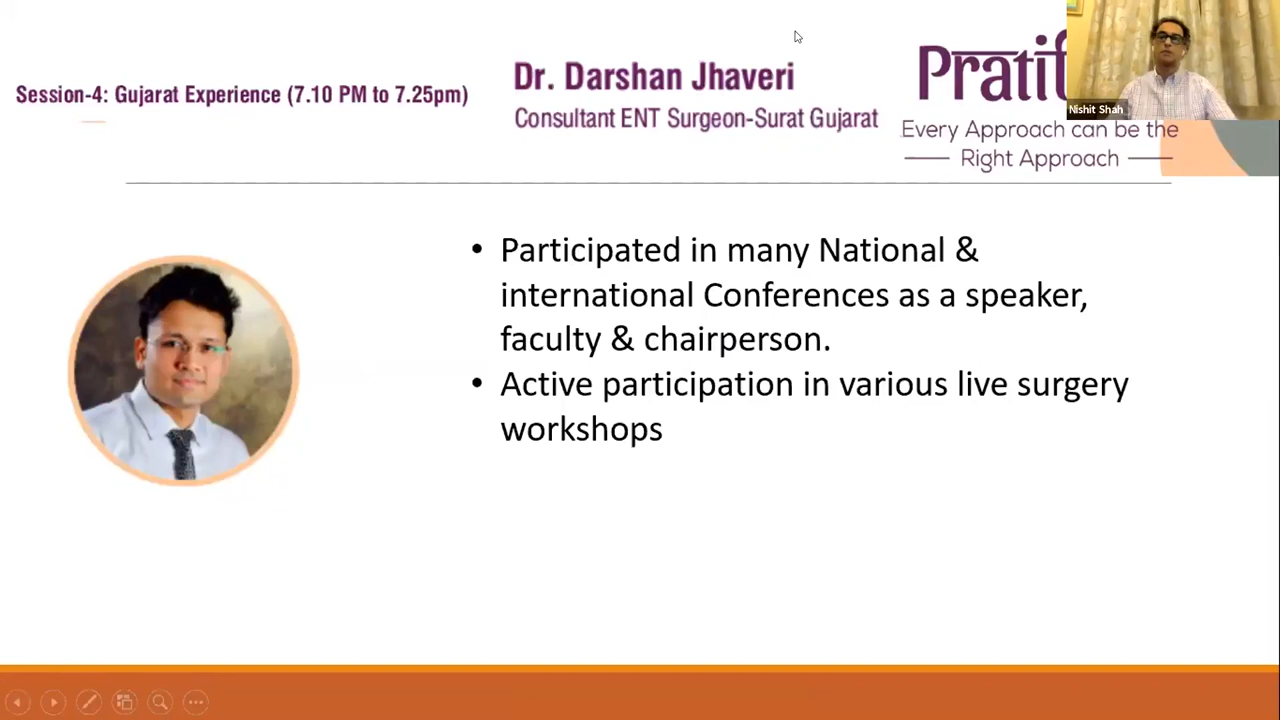 Session-4: Gujarat Experience (7.10 PM to 7.25pm)
Dr. Darshan Jhaveri
Consultant ENT Surgeon-Surat Gujarat
Nishit Shah
Every Approach can be the
Right Approach
• Participated in many National &
international Conferences as a speaker,
faculty & chairperson.
• Active participation in various live surgery
workshops